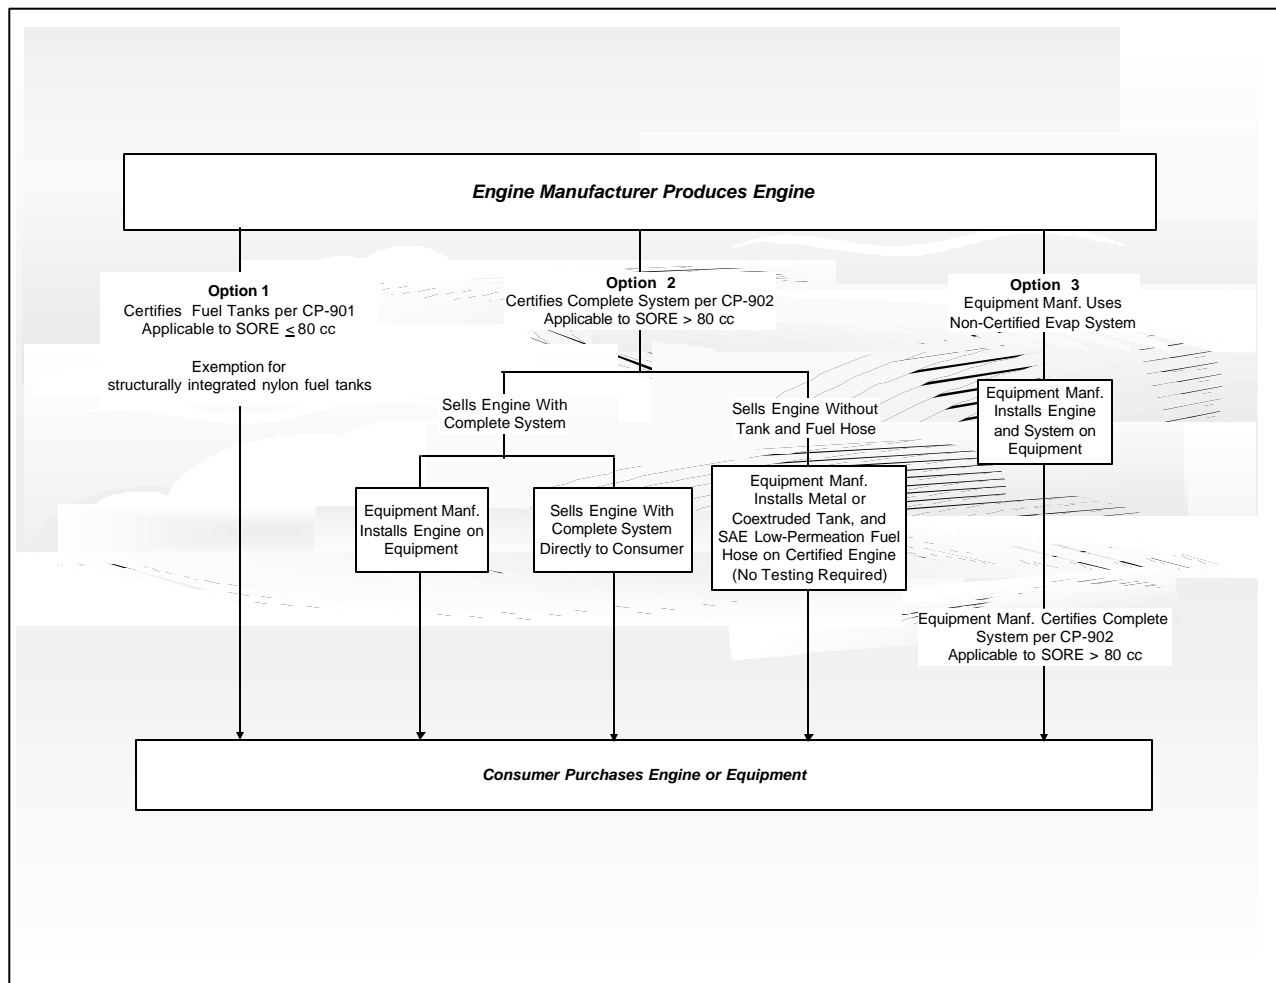 Engine Manufacturer Produces Engine
Option 1
Certifies Fuel Tanks per CP-901
Applicable to SORE ≤ 80 cc
Exemption for
structurally integrated nylon fuel tanks
Option 2
Certifies Complete System per CP-902
Applicable to SORE > 80 cc
Sells Engine With
Complete System
Equipment Manf.
Installs Engine on
Equipment
Sells Engine With
Complete System
Directly to Consumer
Sells Engine Without
Tank and Fuel Hose
Equipment Manf.
Installs Metal or
Coextruded Tank, and
SAE Low-Permeation Fuel
Hose on Certified Engine
(No Testing Required)
Option 3
Equipment Manf. Uses
Non-Certified Evap System
Equipment Manf.
Installs Engine
and System on
Equipment
Equipment Manf. Certifies Complete
System per CP-902
Applicable to SORE > 80 cc
Consumer Purchases Engine or Equipment